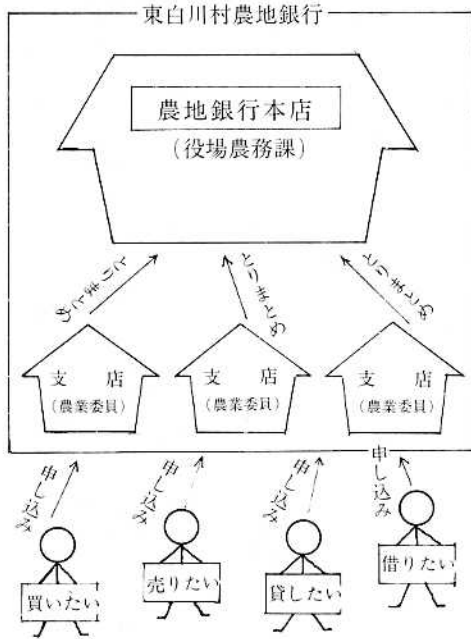 東白川村農地銀行
農地銀行本店
(役場農務課)
とりまとめ
とりまとめ
とりまとめ
支 店
(農業委員)
支 店
(農業委員)
支 店
(農業委員)
申し込み
申し込み
申し込み
申し込み
買いたい
売りたい
貸したい
借りたい